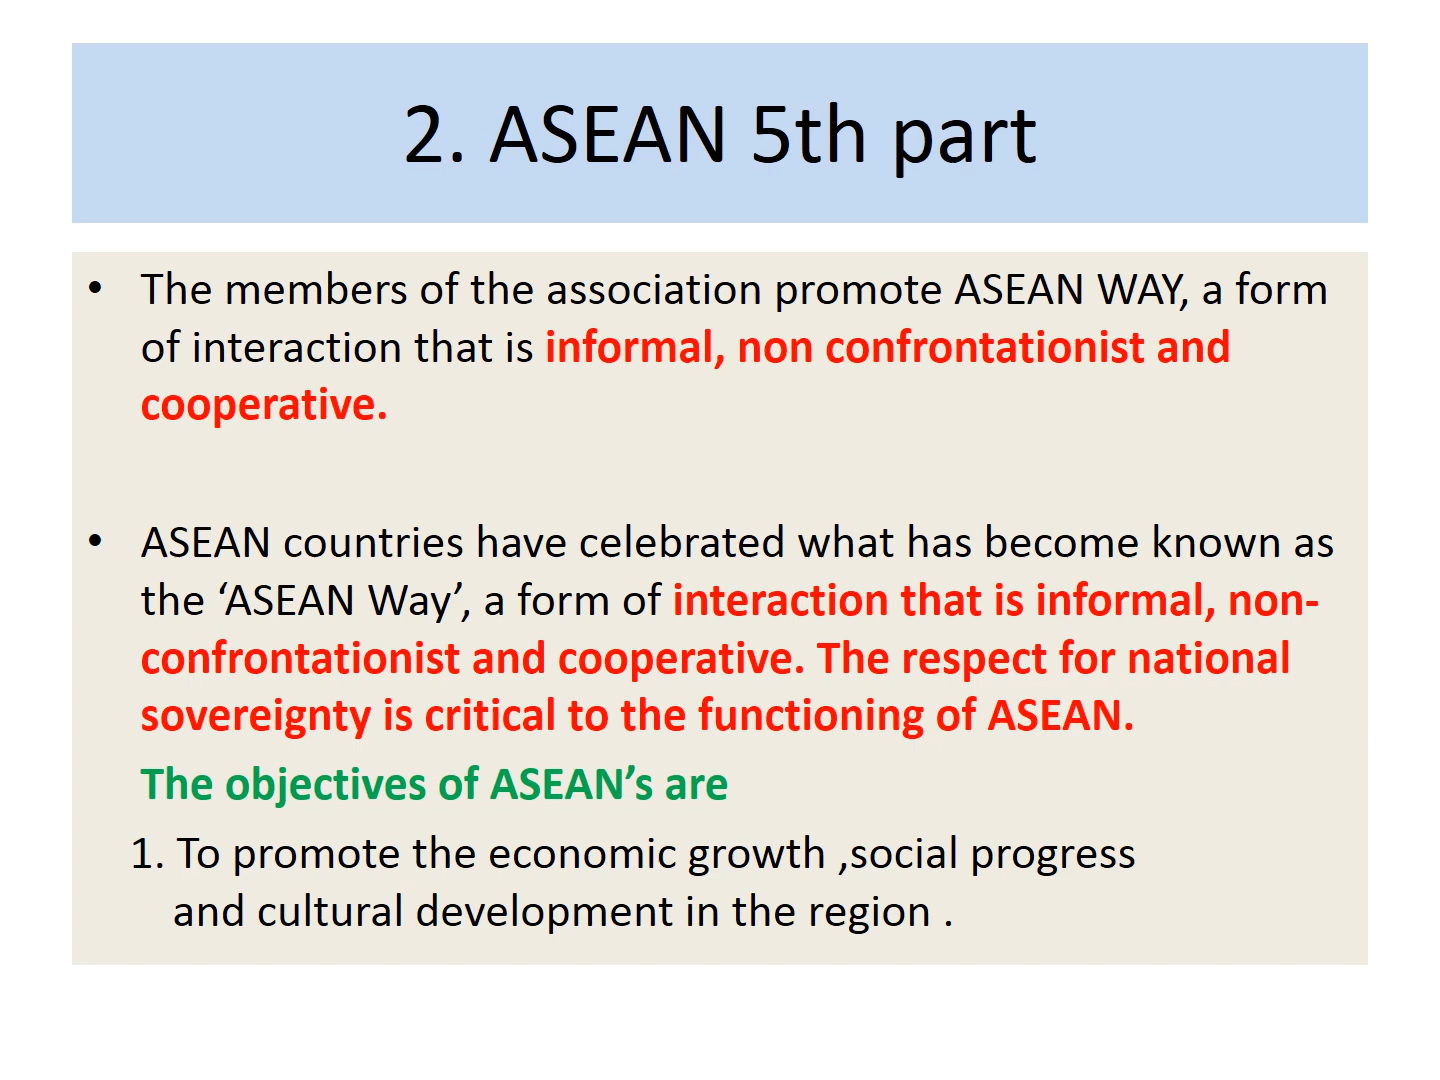 2. ASEAN 5th part
• The members of the association promote ASEAN WAY, a form
of interaction that is informal, non confrontationist and
cooperative.
• ASEAN countries have celebrated what has become known as
the ‘ASEAN Way’, a form of interaction that is informal, non-
confrontationist and cooperative. The respect for national
sovereignty is critical to the functioning of ASEAN.
The objectives of ASEAN’s are
1. To promote the economic growth ,social progress
and cultural development in the region .